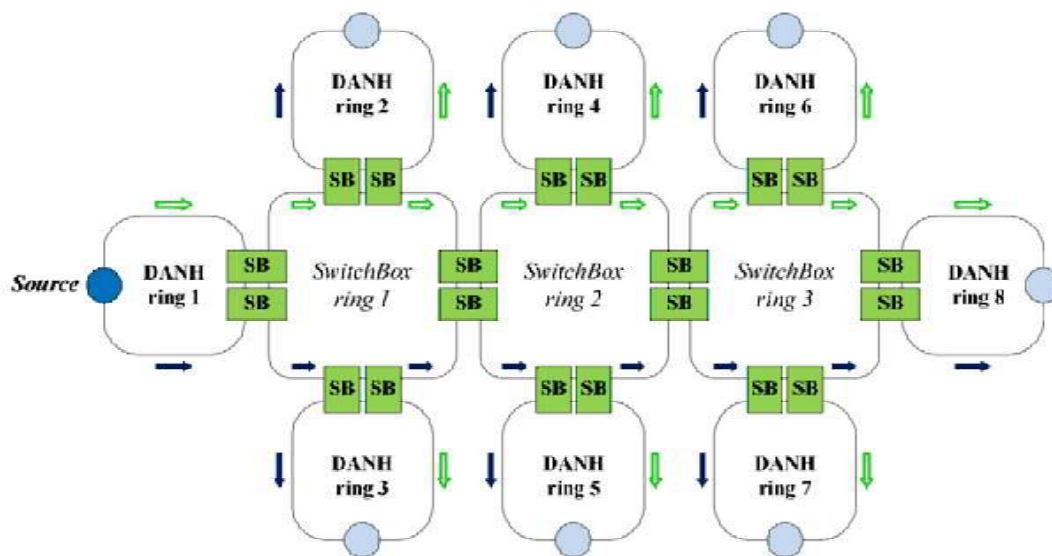 DANH
ring 2
DANH
ring 4
DANH
ring 6
SB SB
SB SB
SB SB
Source
DANH
ring 1
SB
SB
SwitchBox
ring 1
SB
SB
SwitchBox
ring 2
SB
SB
SwitchBox
ring 3
SB
SB
DANH
ring 8
SB SB
SB SB
SB SB
DANH
ring 3
DANH
ring 5
DANH
ring 7